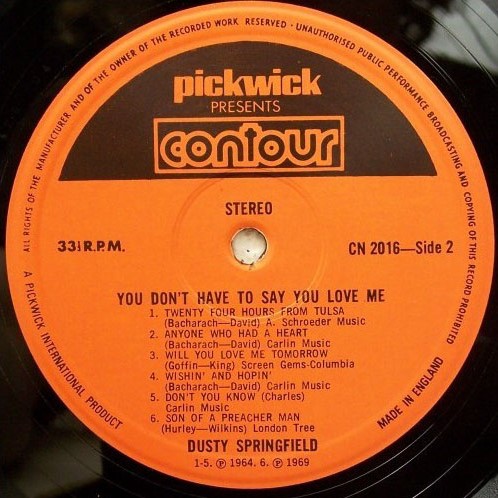 ALL RIGHTS OF THE MANUFACTURER AND OF THE OWNER OF THE RECORDED WORK RESERVED · UNAUTHORISED PUBLIC PERFORMANCE BROADCASTING AND COPYING OF THIS RECORD PROHIBITED
pickwick
PRESENTS
contour
STEREO
33⅓ R.P.M.
CN 2016—Side 2
YOU DON'T HAVE TO SAY YOU LOVE ME
1. TWENTY FOUR HOURS FROM TULSA
(Bacharach—David) A. Schroeder Music
2. ANYONE WHO HAD A HEART
(Bacharach—David) Carlin Music
3. WILL YOU LOVE ME TOMORROW
(Goffin—King) Screen Gems-Columbia
4. WISHIN' AND HOPIN'
(Bacharach—David) Carlin Music
5. DON'T YOU KNOW (Charles)
Carlin Music
6. SON OF A PREACHER MAN
(Hurley—Wilkins) London Tree
DUSTY SPRINGFIELD
1-5. ℗ 1964. 6. ℗ 1969
A PICKWICK INTERNATIONAL PRODUCT
MADE IN ENGLAND